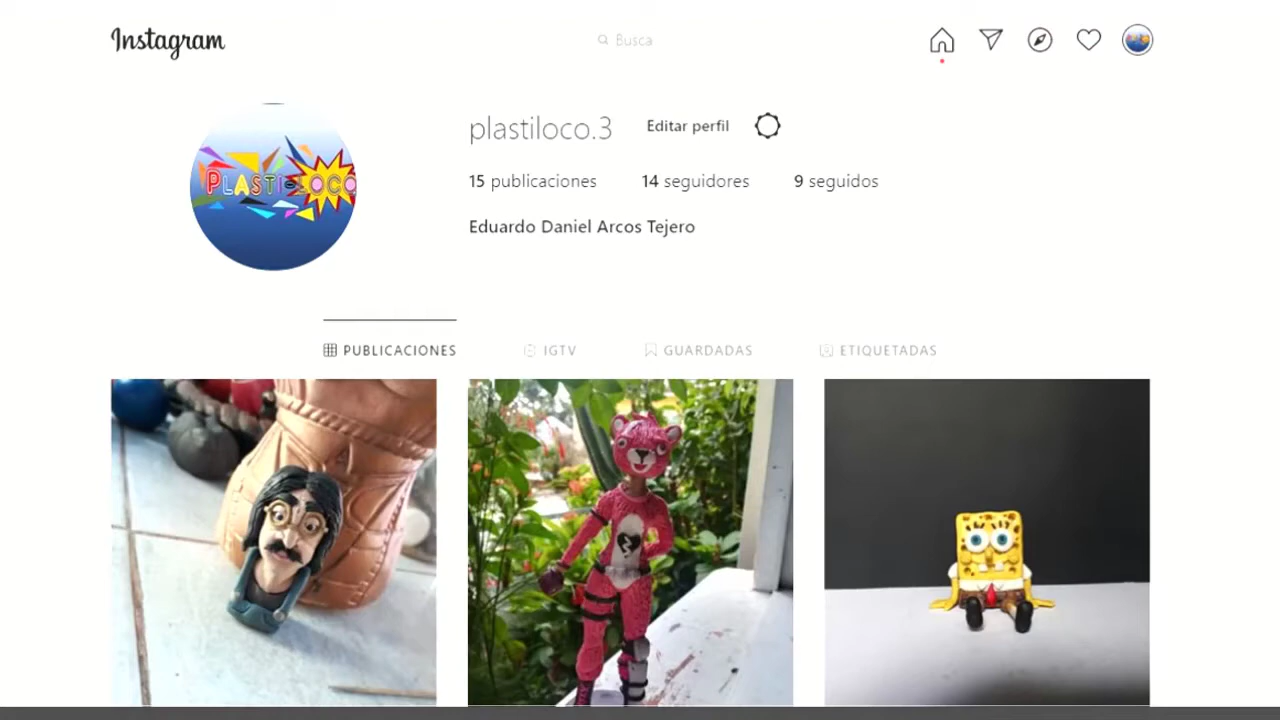 Instagram
Busca
PLASTILOCO
plastiloco.3 Editar perfil
15 publicaciones 14 seguidores 9 seguidos
Eduardo Daniel Arcos Tejero
PUBLICACIONES IGTV GUARDADAS ETIQUETADAS